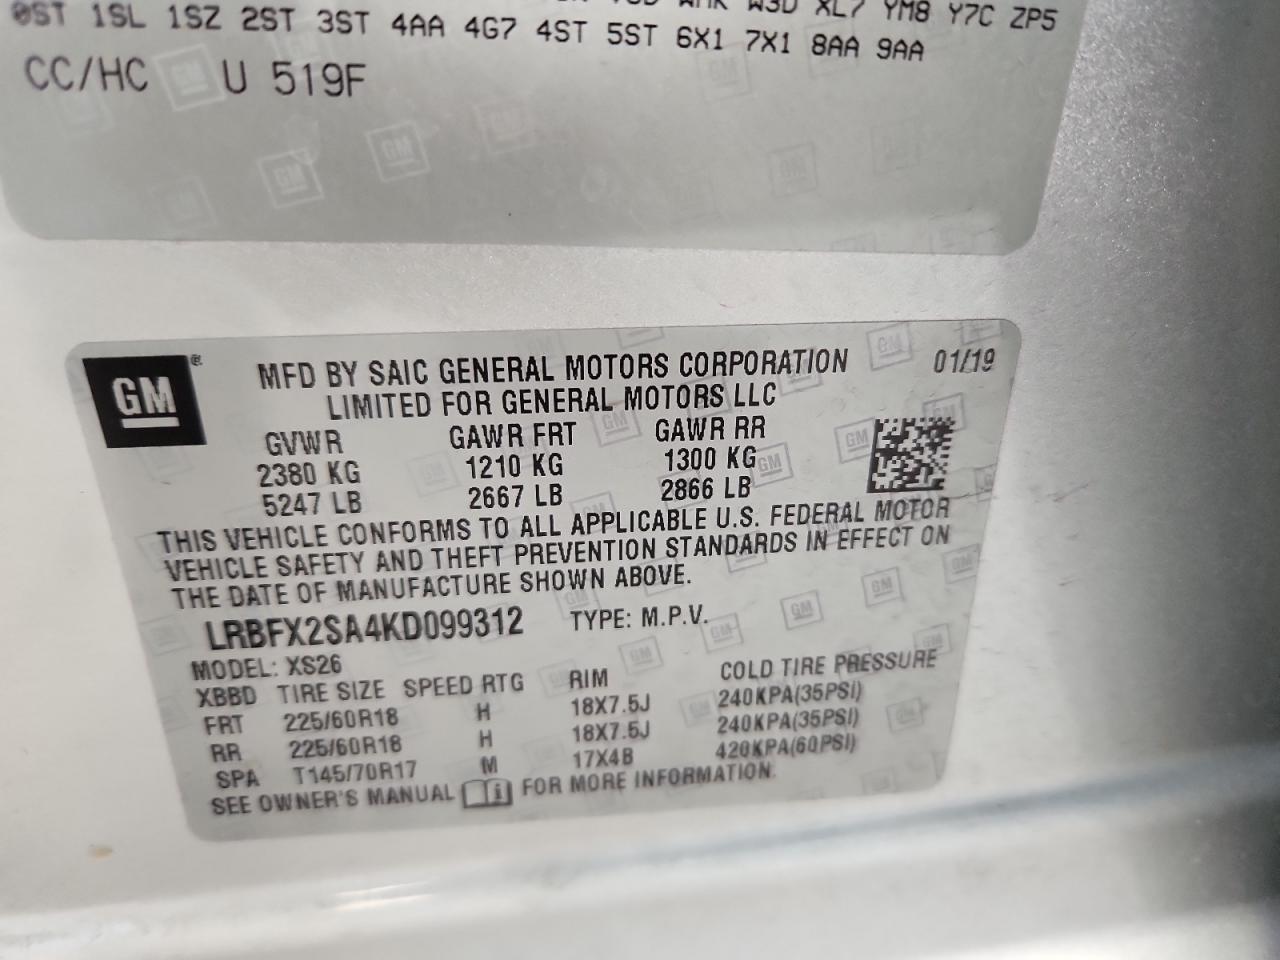 W3D XL7 YM8 Y7C ZP5
0ST 1SL 1SZ 2ST 3ST 4AA 4G7 4ST 5ST 6X1 7X1 8AA 9AA
CC/HC U 519F
GM ®
MFD BY SAIC GENERAL MOTORS CORPORATION 01/19
LIMITED FOR GENERAL MOTORS LLC
GVWR GAWR FRT GAWR RR
2380 KG 1210 KG 1300 KG
5247 LB 2667 LB 2866 LB
THIS VEHICLE CONFORMS TO ALL APPLICABLE U.S. FEDERAL MOTOR
VEHICLE SAFETY AND THEFT PREVENTION STANDARDS IN EFFECT ON
THE DATE OF MANUFACTURE SHOWN ABOVE.
LRBFX2SA4KD099312 TYPE: M.P.V.
MODEL: XS26
XBBD TIRE SIZE SPEED RTG RIM COLD TIRE PRESSURE
FRT 225/60R18 H 18X7.5J 240KPA(35PSI)
RR 225/60R18 H 18X7.5J 240KPA(35PSI)
SPA T145/70R17 M 17X4B 420KPA(60PSI)
SEE OWNER'S MANUAL i FOR MORE INFORMATION.